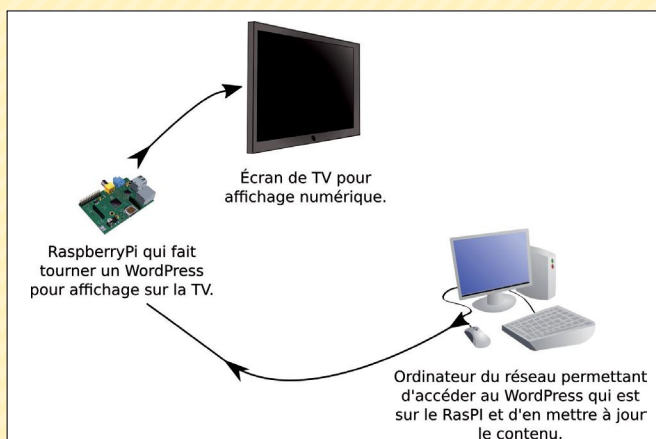 Écran de TV pour
affichage numérique.
RaspberryPi qui fait
tourner un WordPress
pour affichage sur la TV.
Ordinateur du réseau permettant
d'accéder au WordPress qui est
sur le RasPI et d'en mettre à jour
le contenu.